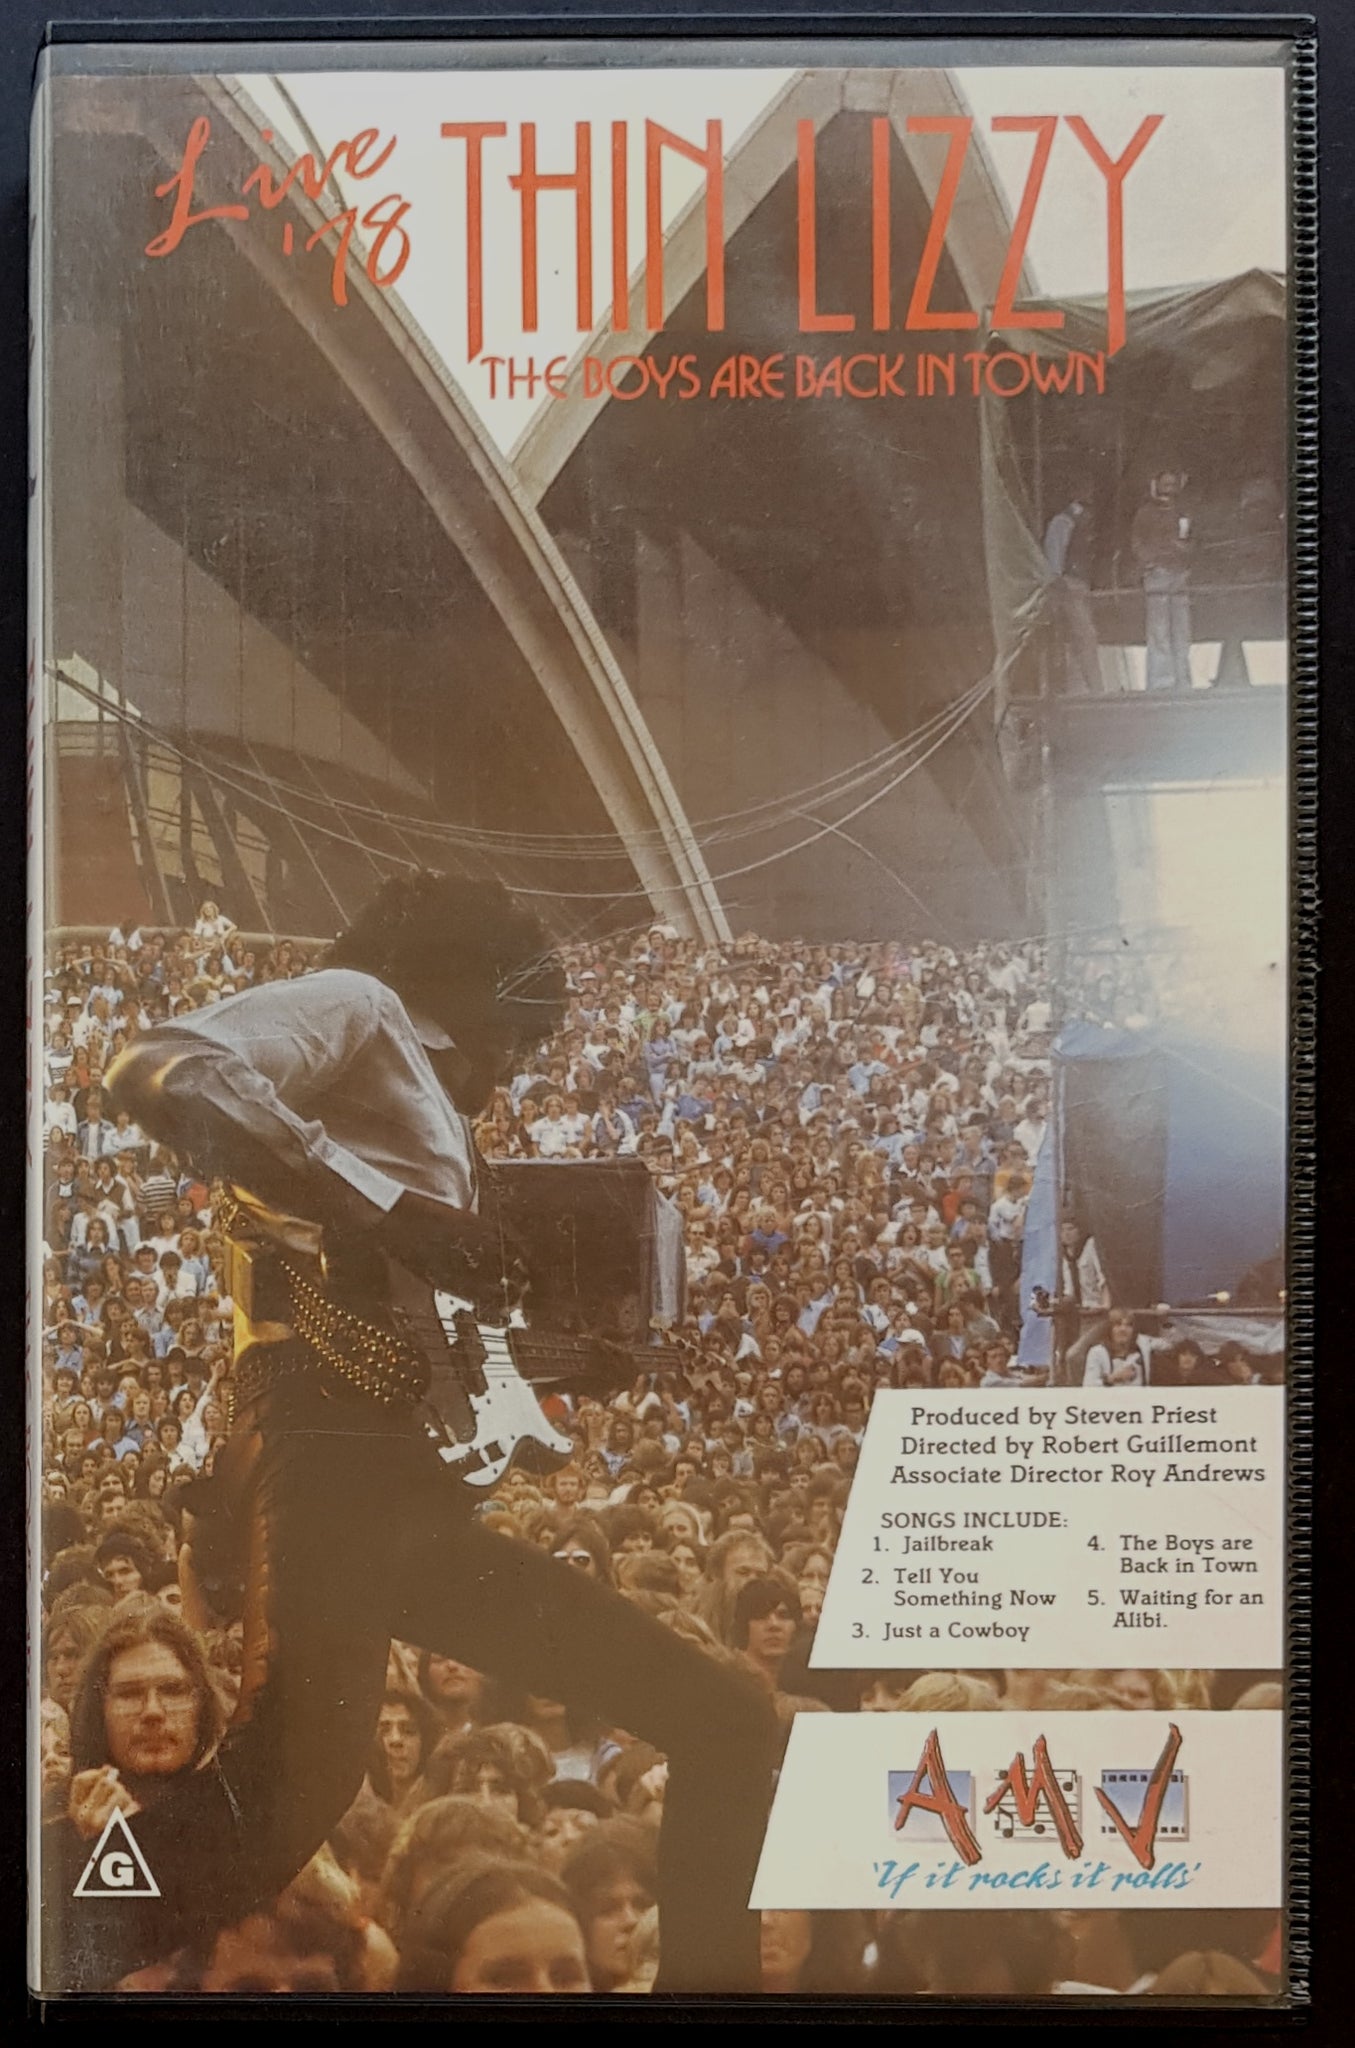 Live '78
THIN LIZZY
THE BOYS ARE BACK IN TOWN
Produced by Steven Priest
Directed by Robert Guillemont
Associate Director Roy Andrews
SONGS INCLUDE:
1. Jailbreak
2. Tell You
Something Now
3. Just a Cowboy
4. The Boys are
Back in Town
5. Waiting for an
Alibi.
AMV
'If it rocks it rolls'
G